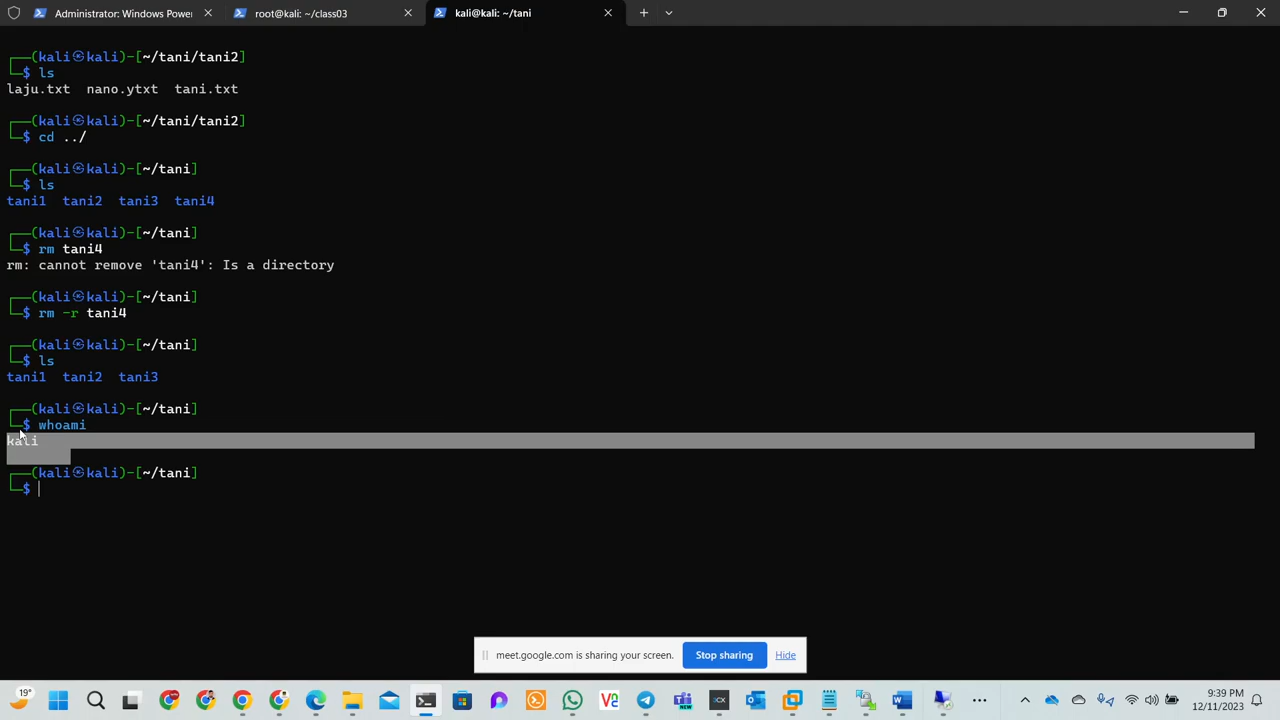 Administrator: Windows Power
root@kali: ~/class03
kali@kali: ~/tani
┌──(kali㉿kali)-[~/tani/tani2]
└─$ ls
laju.txt  nano.ytxt  tani.txt
┌──(kali㉿kali)-[~/tani/tani2]
└─$ cd ../
┌──(kali㉿kali)-[~/tani]
└─$ ls
tani1  tani2  tani3  tani4
┌──(kali㉿kali)-[~/tani]
└─$ rm tani4
rm: cannot remove 'tani4': Is a directory
┌──(kali㉿kali)-[~/tani]
└─$ rm -r tani4
┌──(kali㉿kali)-[~/tani]
└─$ ls
tani1  tani2  tani3
┌──(kali㉿kali)-[~/tani]
└─$ whoami
kali
┌──(kali㉿kali)-[~/tani]
└─$
meet.google.com is sharing your screen.
Stop sharing
Hide
19°
9:39 PM
12/11/2023